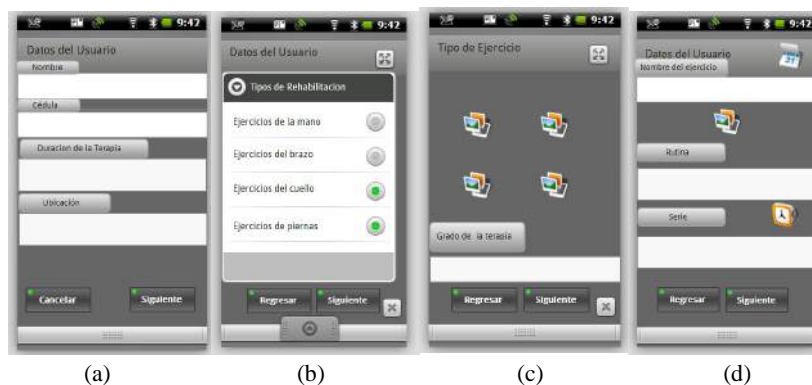 9:42
Datos del Usuario
Nombre
Cédula
Duracion de la Terapia
Ubicación
Cancelar
Siguiente
(a)
9:42
Datos del Usuario
Tipos de Rehabilitacion
Ejercicios de la mano
Ejercicios del brazo
Ejercicios del cuello
Ejercicios de piernas
Regresar
Siguiente
(b)
9:42
Tipo de Ejercicio
Grado de la terapia
Regresar
Siguiente
(c)
9:42
Datos del Usuario
31
Nombre del ejercicio
Rutina
Serie
Regresar
Siguiente
(d)